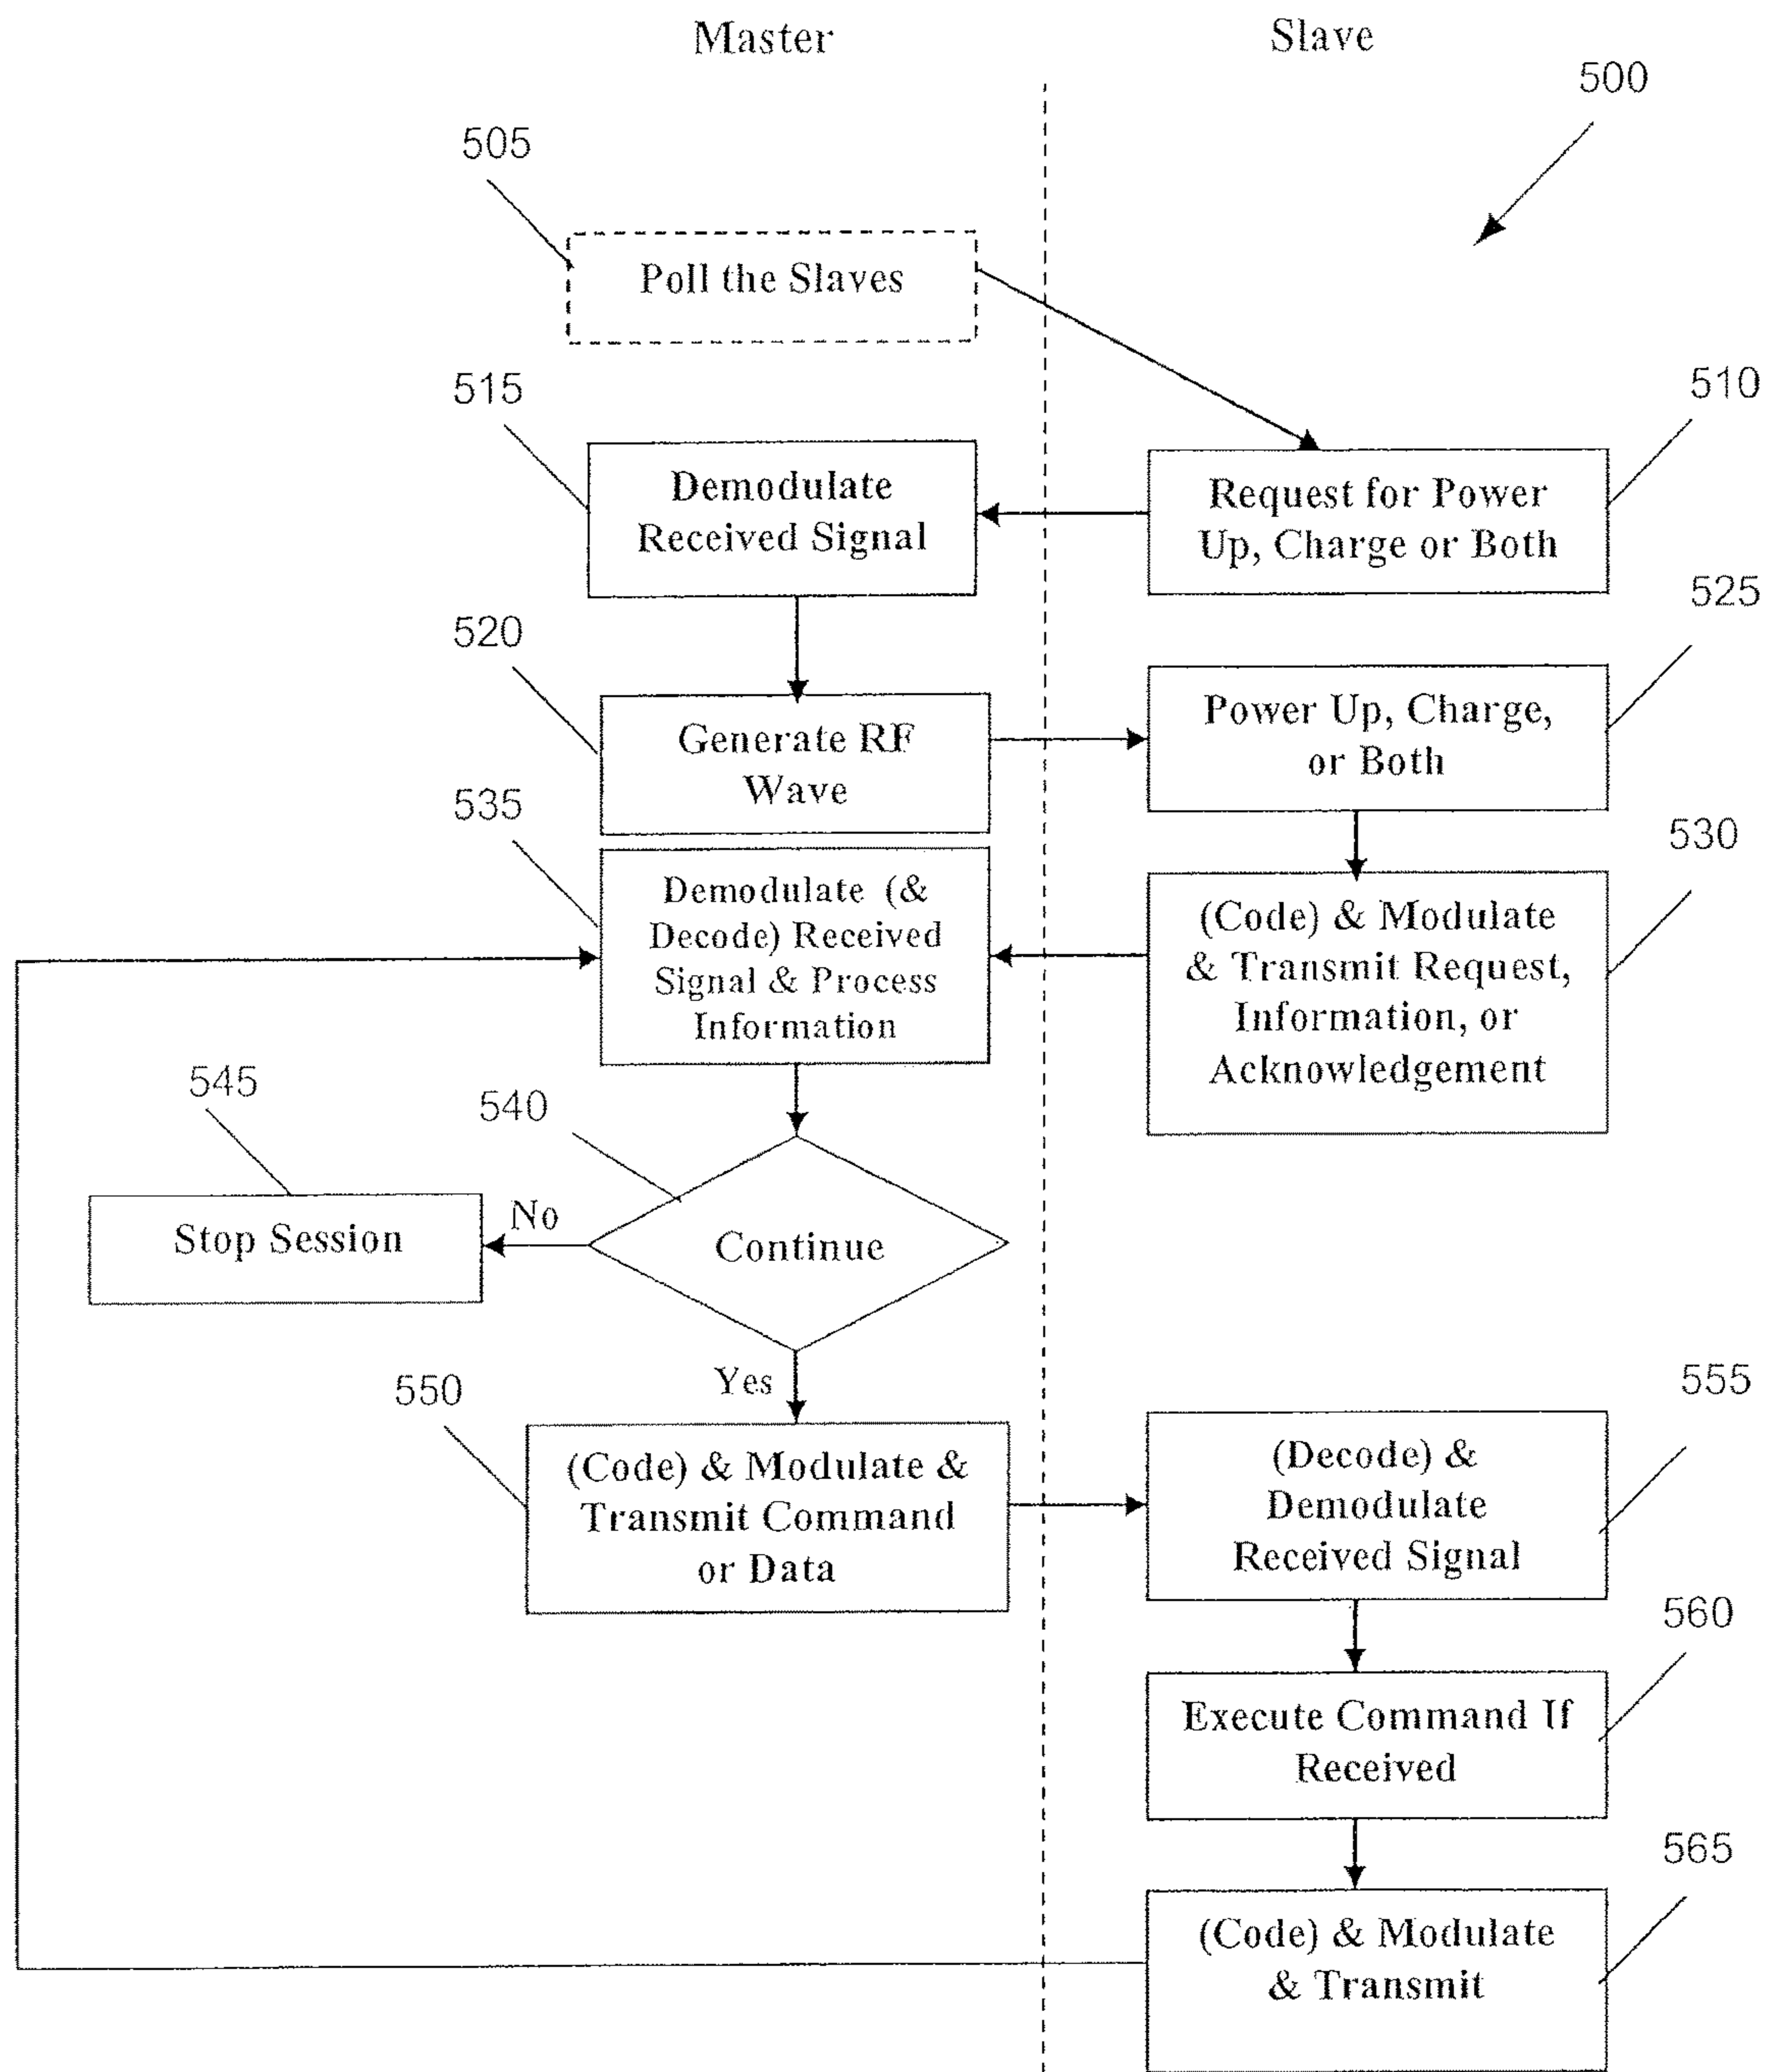 Master
Slave
500
505
Poll the Slaves
515
510
Demodulate
Received Signal
Request for Power
Up, Charge or Both
520
525
Generate RF
Wave
Power Up, Charge,
or Both
535
530
Demodulate (&
Decode) Received
Signal & Process
Information
(Code) & Modulate
& Transmit Request,
Information, or
Acknowledgement
545
540
Stop Session
No
Continue
Yes
550
555
(Code) & Modulate &
Transmit Command
or Data
(Decode) &
Demodulate
Received Signal
560
Execute Command If
Received
565
(Code) & Modulate
& Transmit